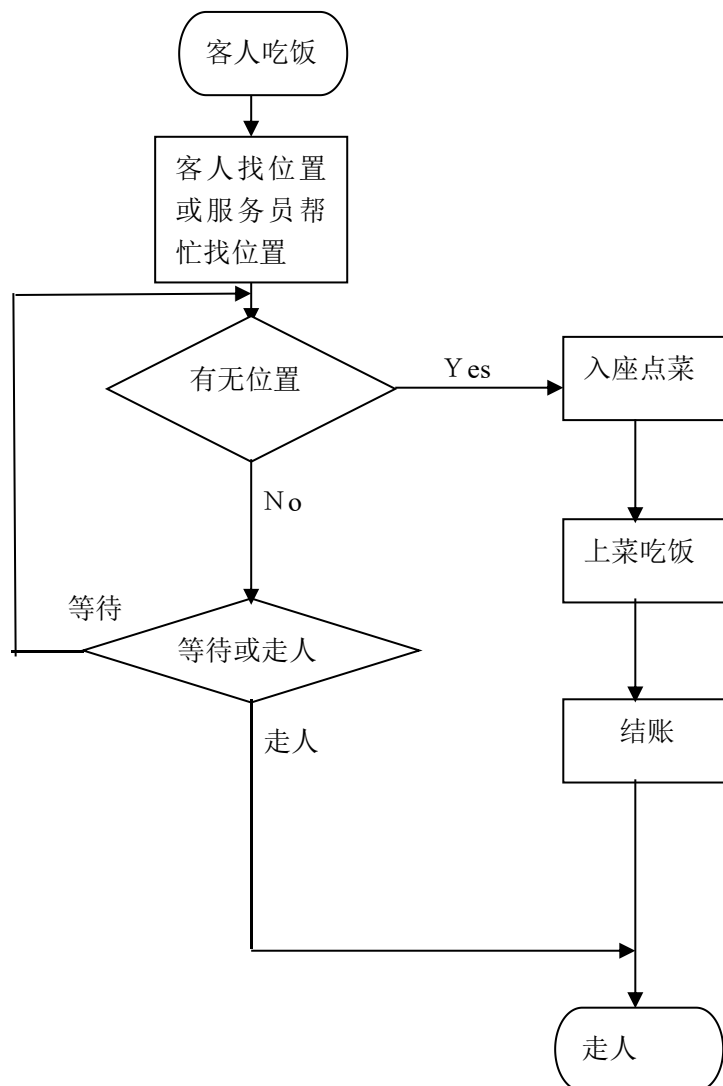 客人吃饭
客人找位置
或服务员帮
忙找位置
有无位置
Yes
入座点菜
No
上菜吃饭
等待
等待或走人
走人
结账
走人